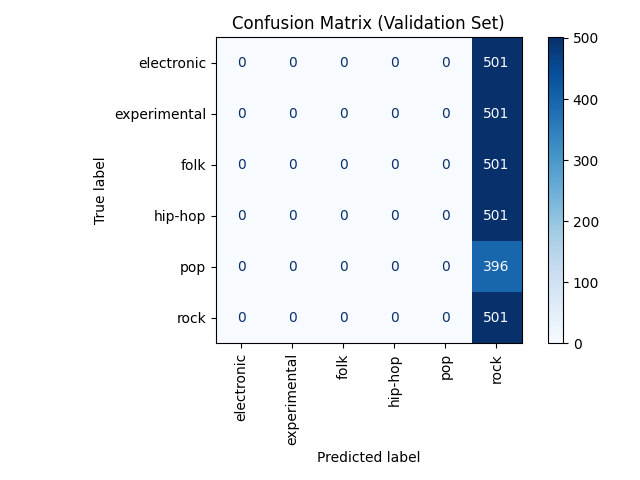 Confusion Matrix (Validation Set)
True label
electronic 0 0 0 0 0 501
experimental 0 0 0 0 0 501
folk 0 0 0 0 0 501
hip-hop 0 0 0 0 0 501
pop 0 0 0 0 0 396
rock 0 0 0 0 0 501
electronic experimental folk hip-hop pop rock
Predicted label
500
400
300
200
100
0